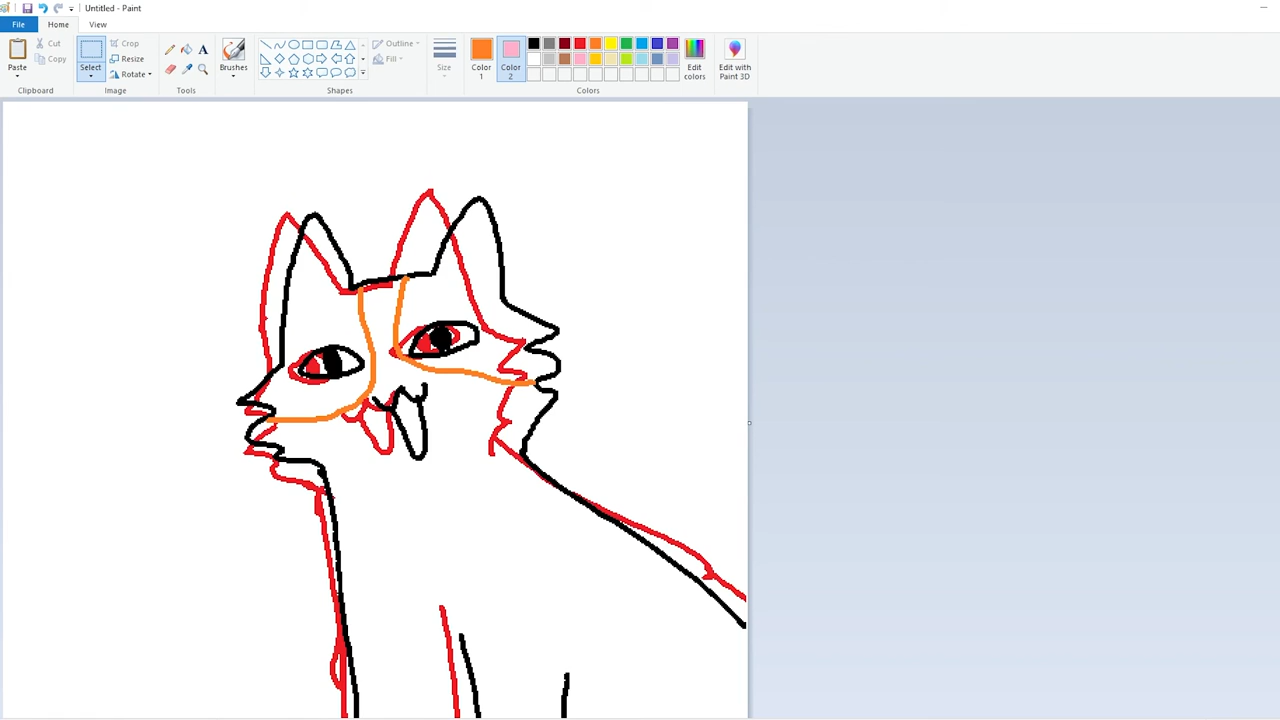 Untitled - Paint
File Home View
Paste
Cut
Copy
Clipboard
Select
Crop
Resize
Rotate
Image
A
Tools
Brushes
Outline
Fill
Shapes
Size
Color 1
Color 2
Edit colors
Colors
Edit with Paint 3D